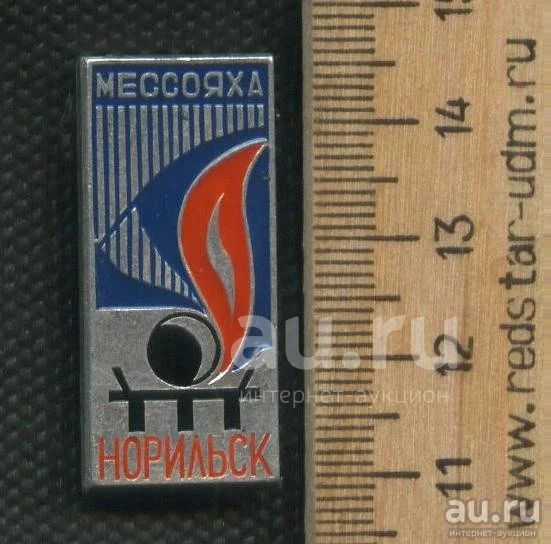 МЕССОЯХА
НОРИЛЬСК
15
14
13
12
11
www.redstar-udm.ru
au.ru
интернет-аукцион
au.ru
интернет-аукцион